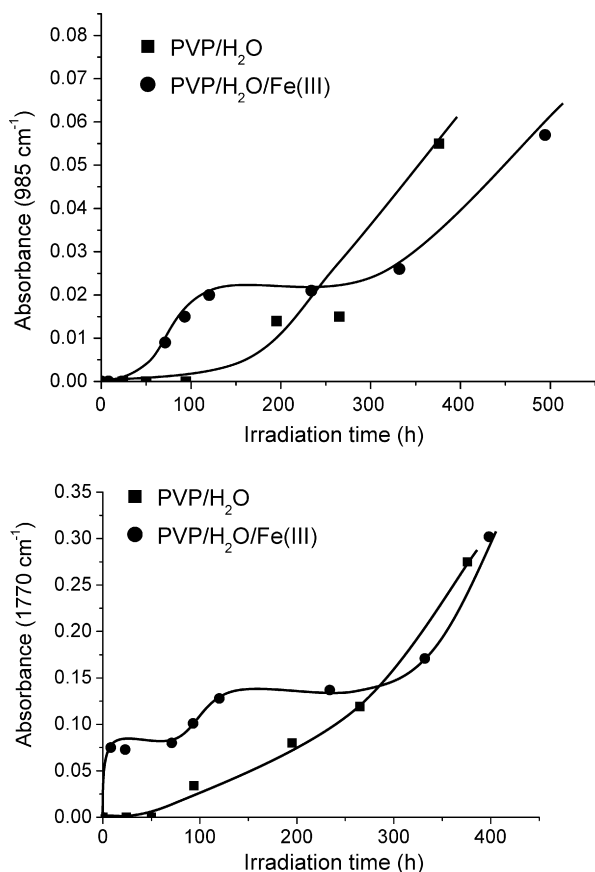 PVP/H₂O
PVP/H₂O/Fe(III)
Absorbance (985 cm⁻¹)
0.08
0.07
0.06
0.05
0.04
0.03
0.02
0.01
0.00
0 100 200 300 400 500
Irradiation time (h)
PVP/H₂O
PVP/H₂O/Fe(III)
Absorbance (1770 cm⁻¹)
0.35
0.30
0.25
0.20
0.15
0.10
0.05
0.00
0 100 200 300 400
Irradiation time (h)